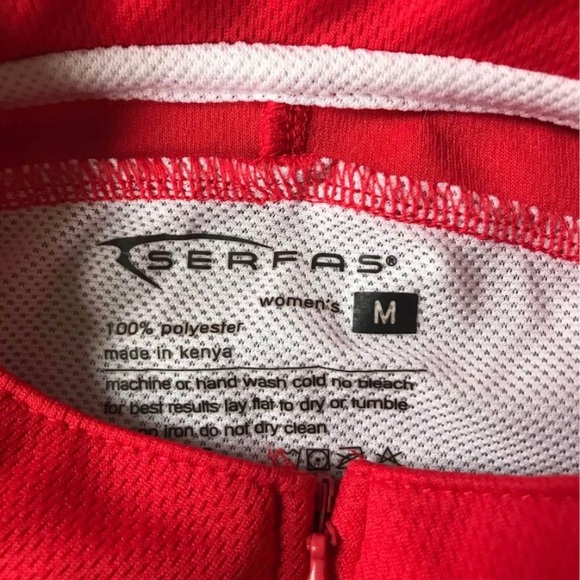 SERFAS®
women's M
100% polyester
made in kenya
machine or hand wash cold no bleach
for best results lay flat to dry or tumble
iron do not dry clean